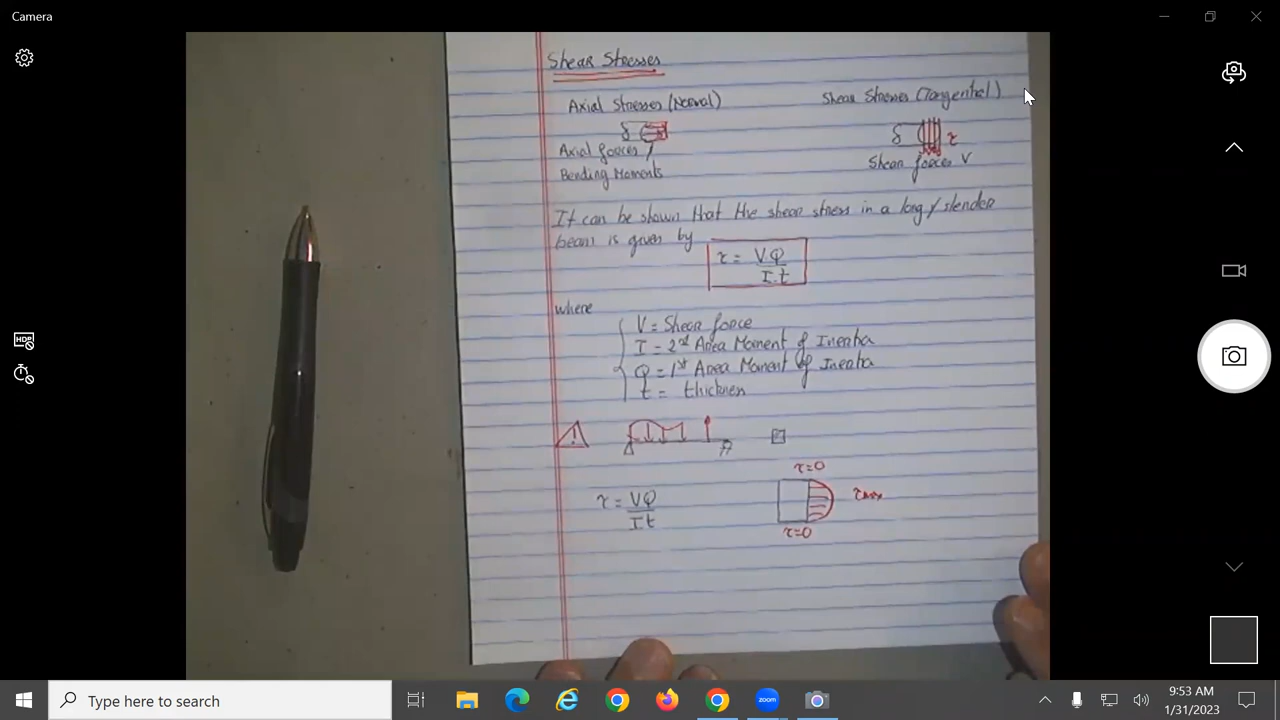 Camera
Shear Stresses
Axial Stresses (Normal)
Shear Stresses (Tangential)
τ
Axial forces /
Bending Moments
Shear forces V
It can be shown that the shear stress in a long / slender
beam is given by
τ = VQ
I.t
where
V = Shear force
I = 2nd Area Moment of Inertia
Q = 1st Area Moment of Inertia
t = thickness
!
τ=0
τ = VQ
It
τmax
τ=0
HDR
Type here to search
zoom
9:53 AM
1/31/2023